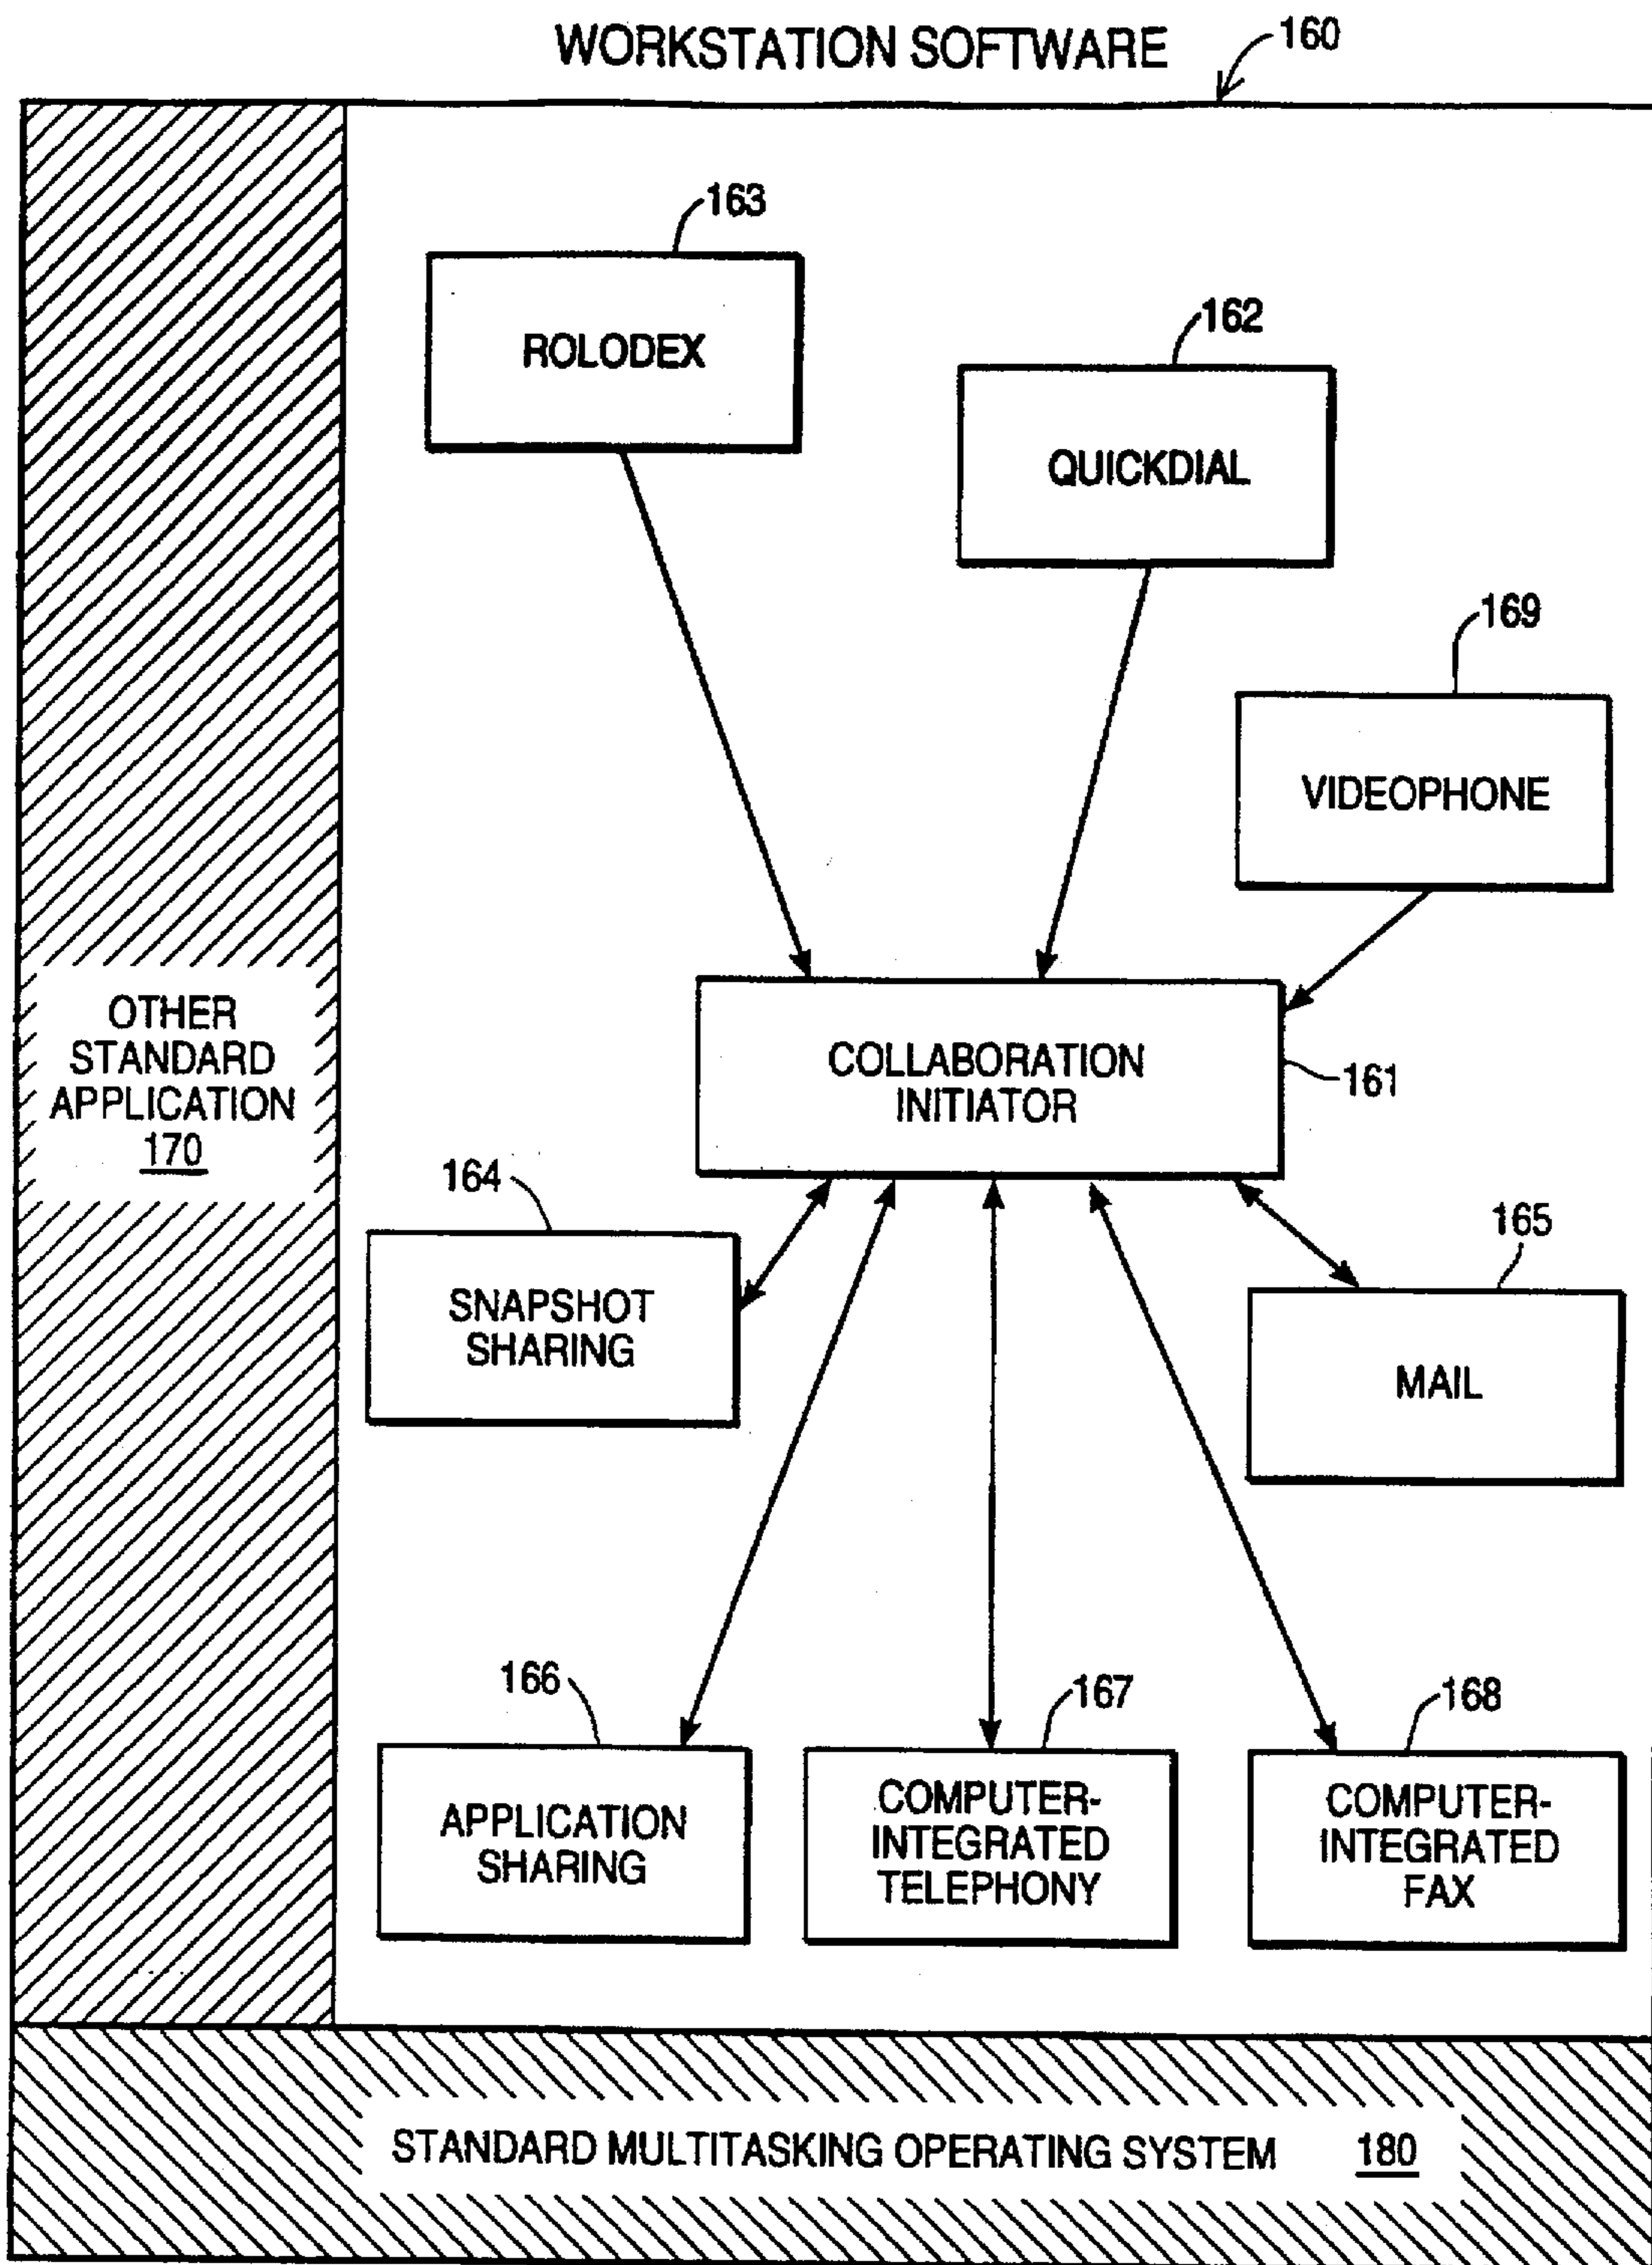 WORKSTATION SOFTWARE
160
163
ROLODEX
162
QUICKDIAL
169
VIDEOPHONE
COLLABORATION
INITIATOR
161
OTHER
STANDARD
APPLICATION
170
164
SNAPSHOT
SHARING
165
MAIL
166
APPLICATION
SHARING
167
COMPUTER-
INTEGRATED
TELEPHONY
168
COMPUTER-
INTEGRATED
FAX
STANDARD MULTITASKING OPERATING SYSTEM 180